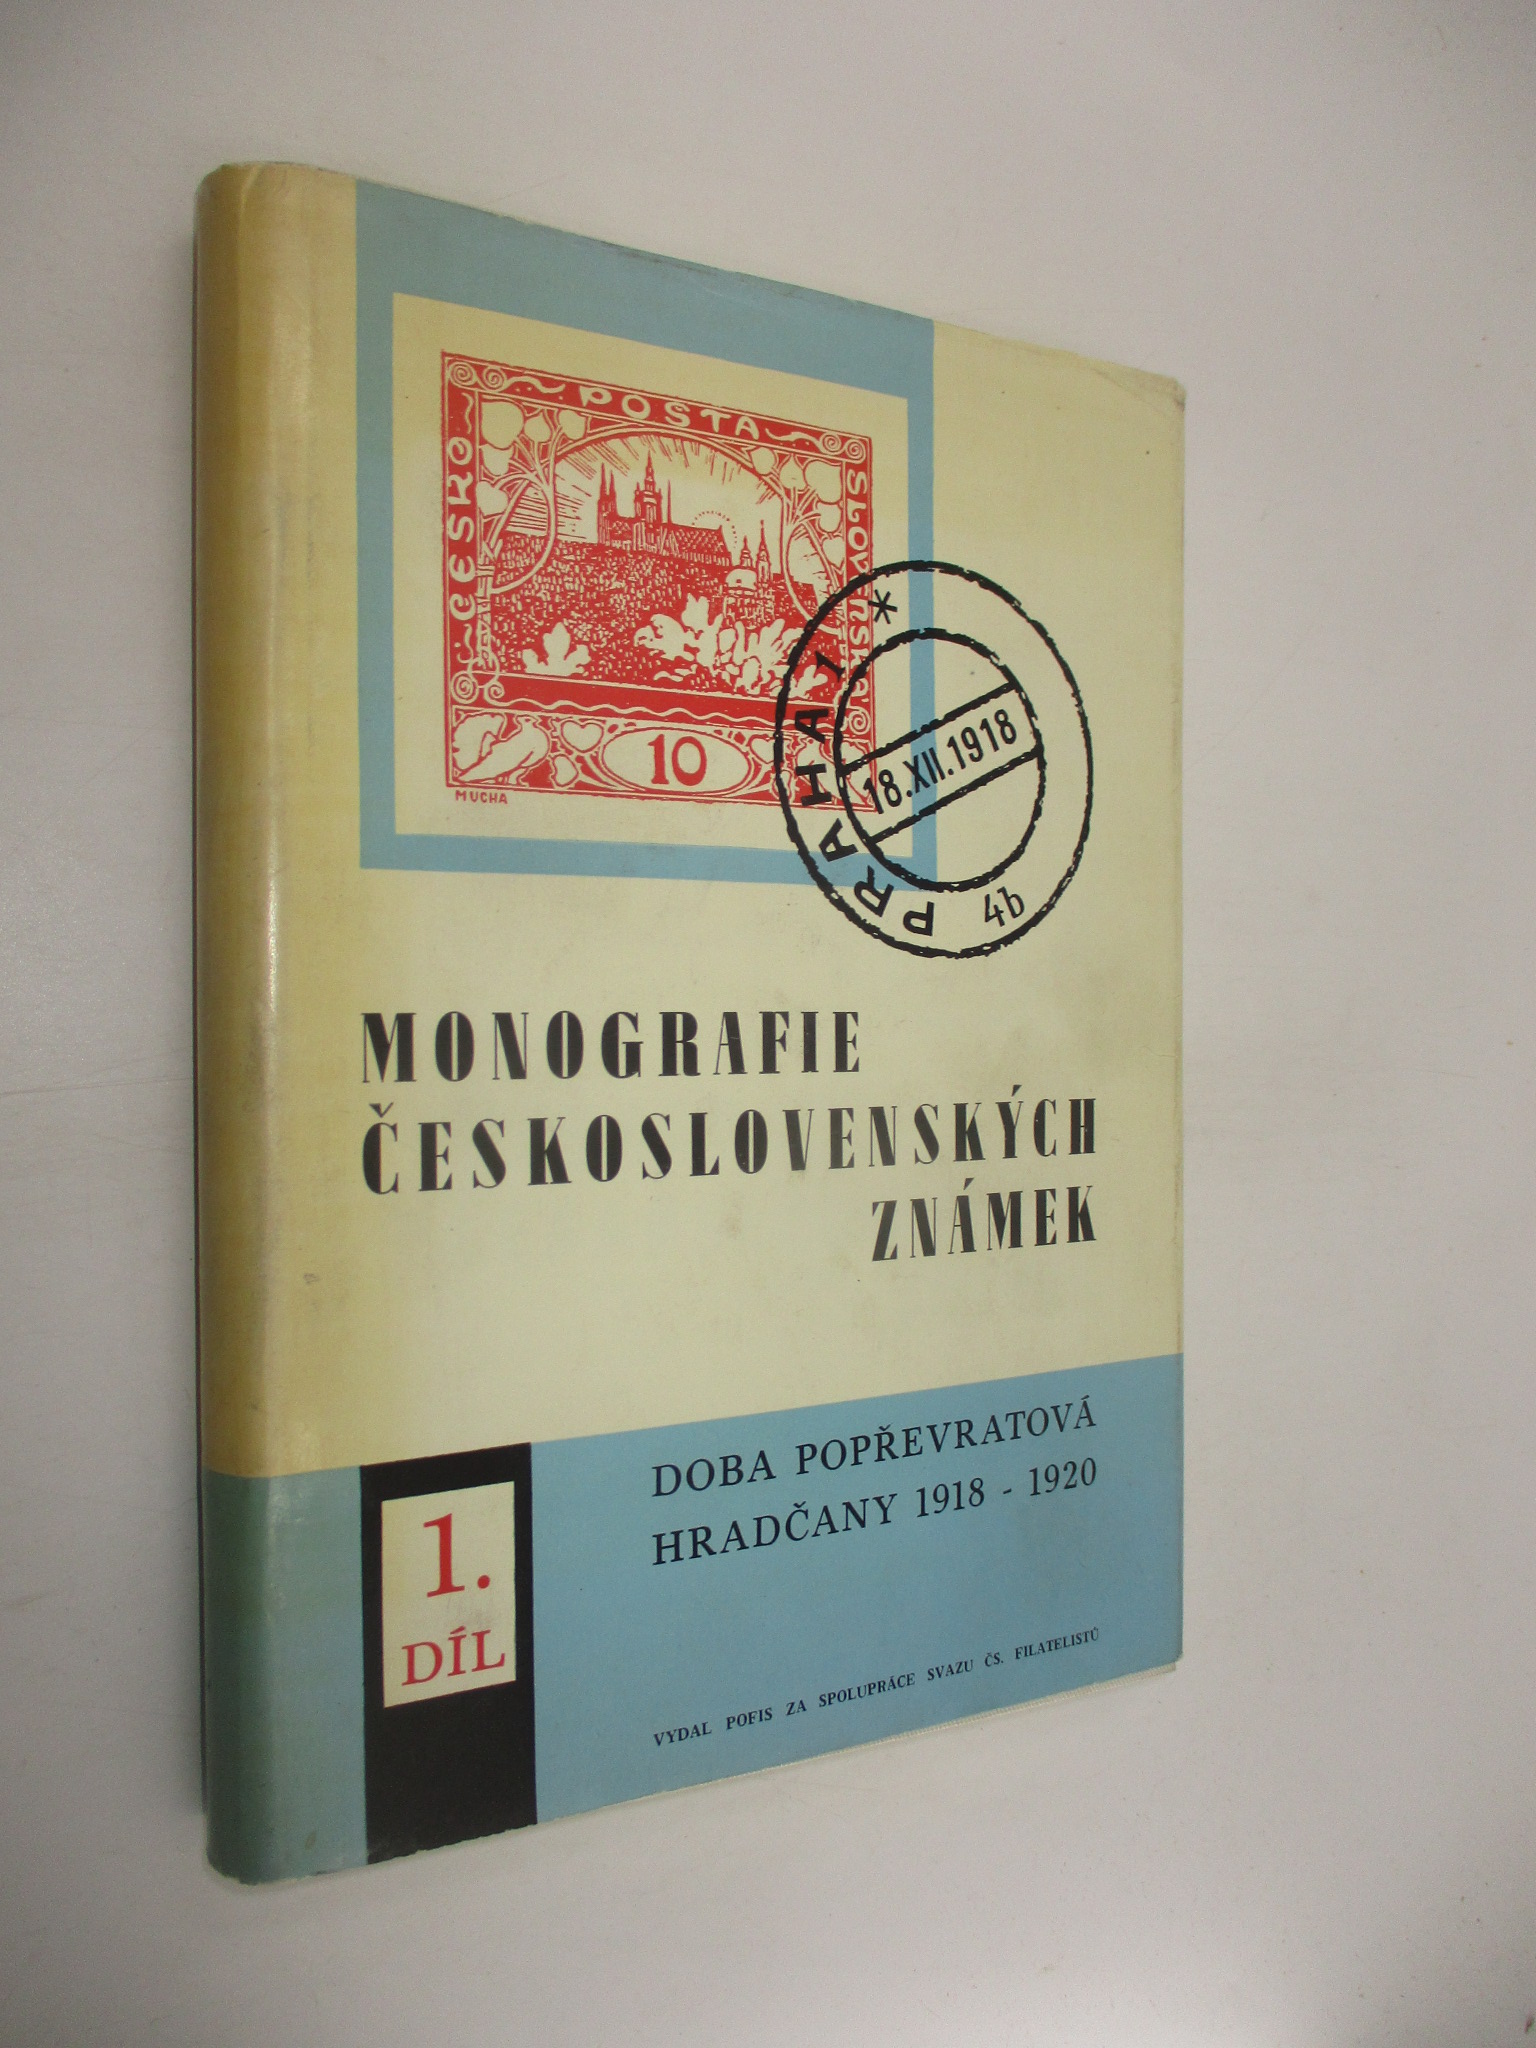 POSTA
ČESKO
SLOVENSKÁ
10
MUCHA
PRAHA 1
*
18.XII.1918
4b
MONOGRAFIE
ČESKOSLOVENSKÝCH
ZNÁMEK
1.
DÍL
DOBA POPŘEVRATOVÁ
HRADČANY 1918 - 1920
VYDAL POFIS ZA SPOLUPRÁCE SVAZU ČS. FILATELISTŮ